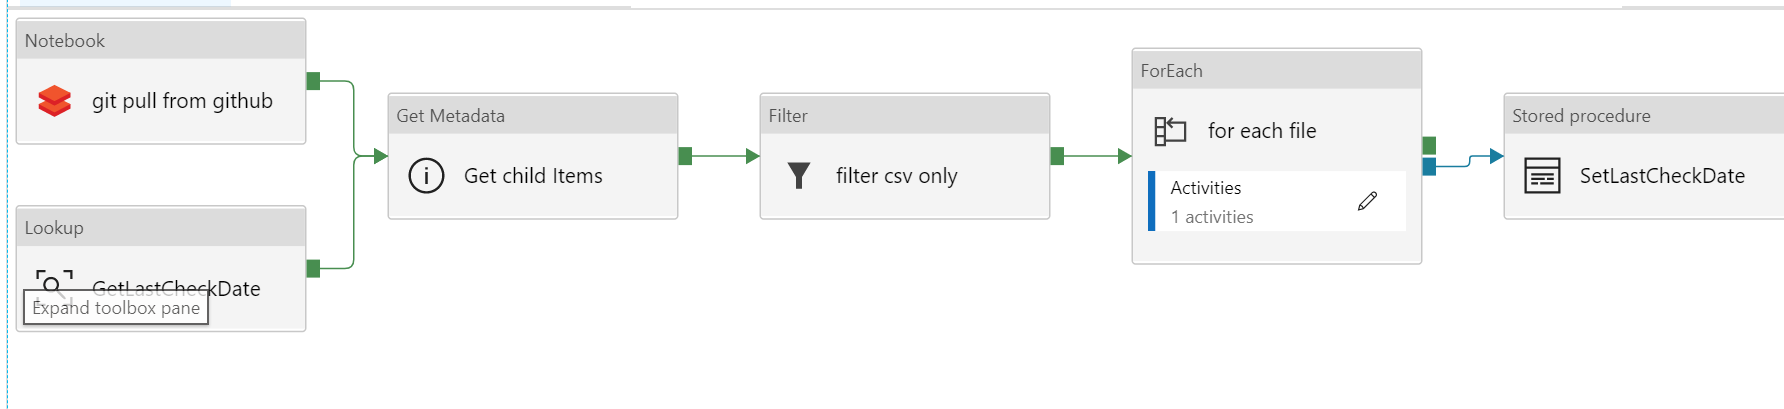 Notebook
git pull from github
Lookup
GetLastCheckDate
Expand toolbox pane
Get Metadata
Get child Items
Filter
filter csv only
ForEach
for each file
Activities
1 activities
Stored procedure
SetLastCheckDate